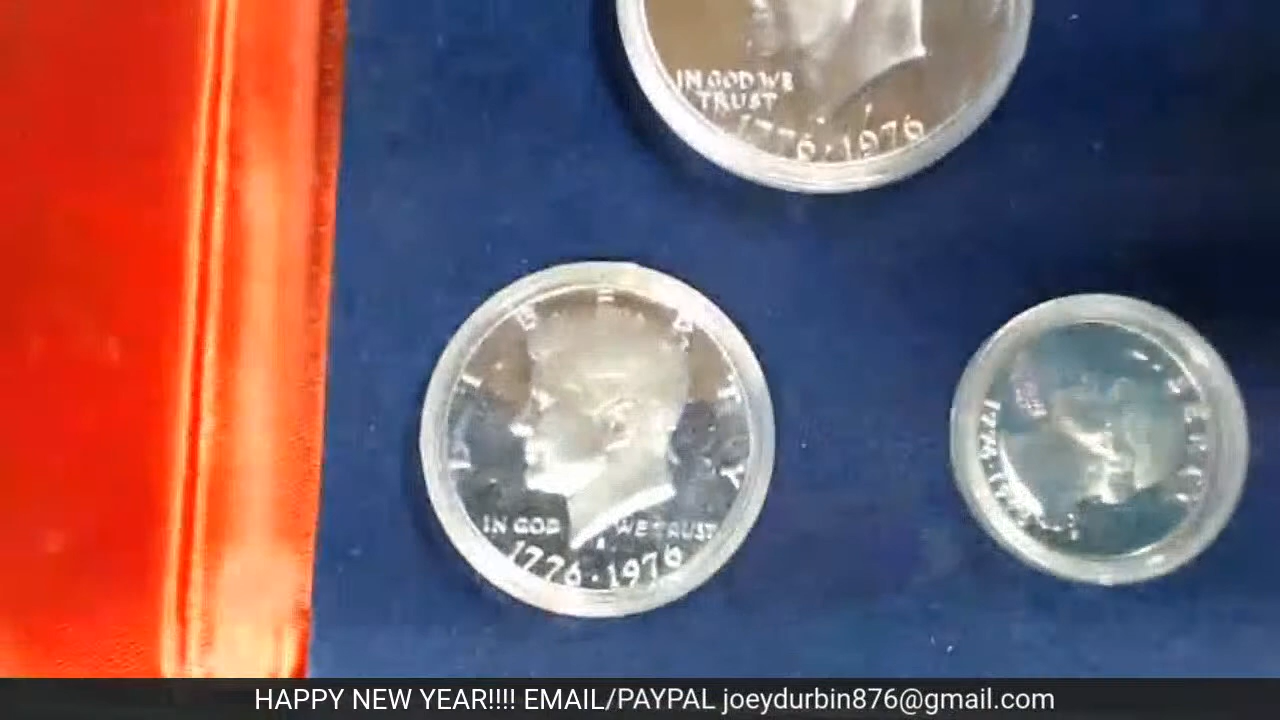 IN GOD WE
TRUST
1776·1976
LIBERTY
IN GOD WE TRUST
1776·1976
HAPPY NEW YEAR!!!! EMAIL/PAYPAL joeydurbin876@gmail.com